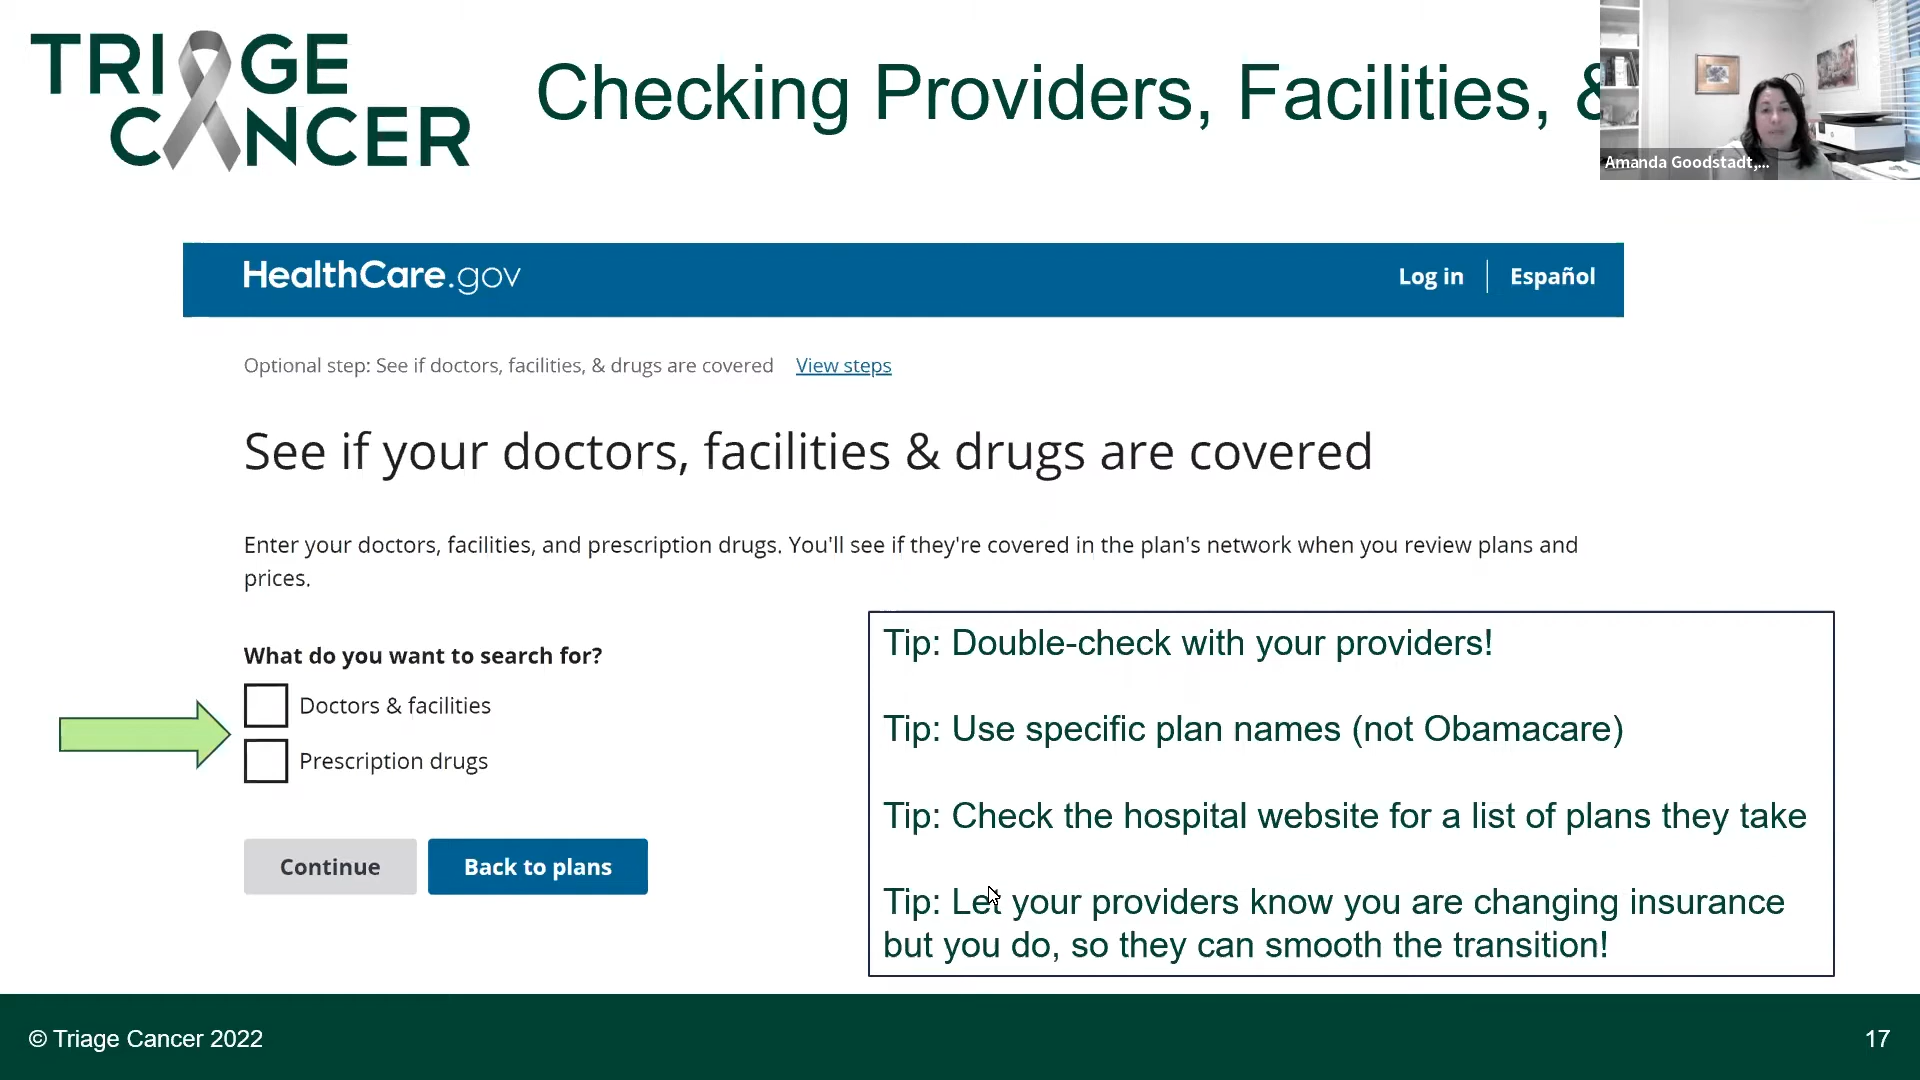 TRIAGE
CANCER
Checking Providers, Facilities, &
Amanda Goodstadt,...
HealthCare.gov
Log in
Español
Optional step: See if doctors, facilities, & drugs are covered View steps
See if your doctors, facilities & drugs are covered
Enter your doctors, facilities, and prescription drugs. You'll see if they're covered in the plan's network when you review plans and
prices.
What do you want to search for?
Doctors & facilities
Prescription drugs
Continue
Back to plans
Tip: Double-check with your providers!
Tip: Use specific plan names (not Obamacare)
Tip: Check the hospital website for a list of plans they take
Tip: Let your providers know you are changing insurance
but you do, so they can smooth the transition!
© Triage Cancer 2022
17